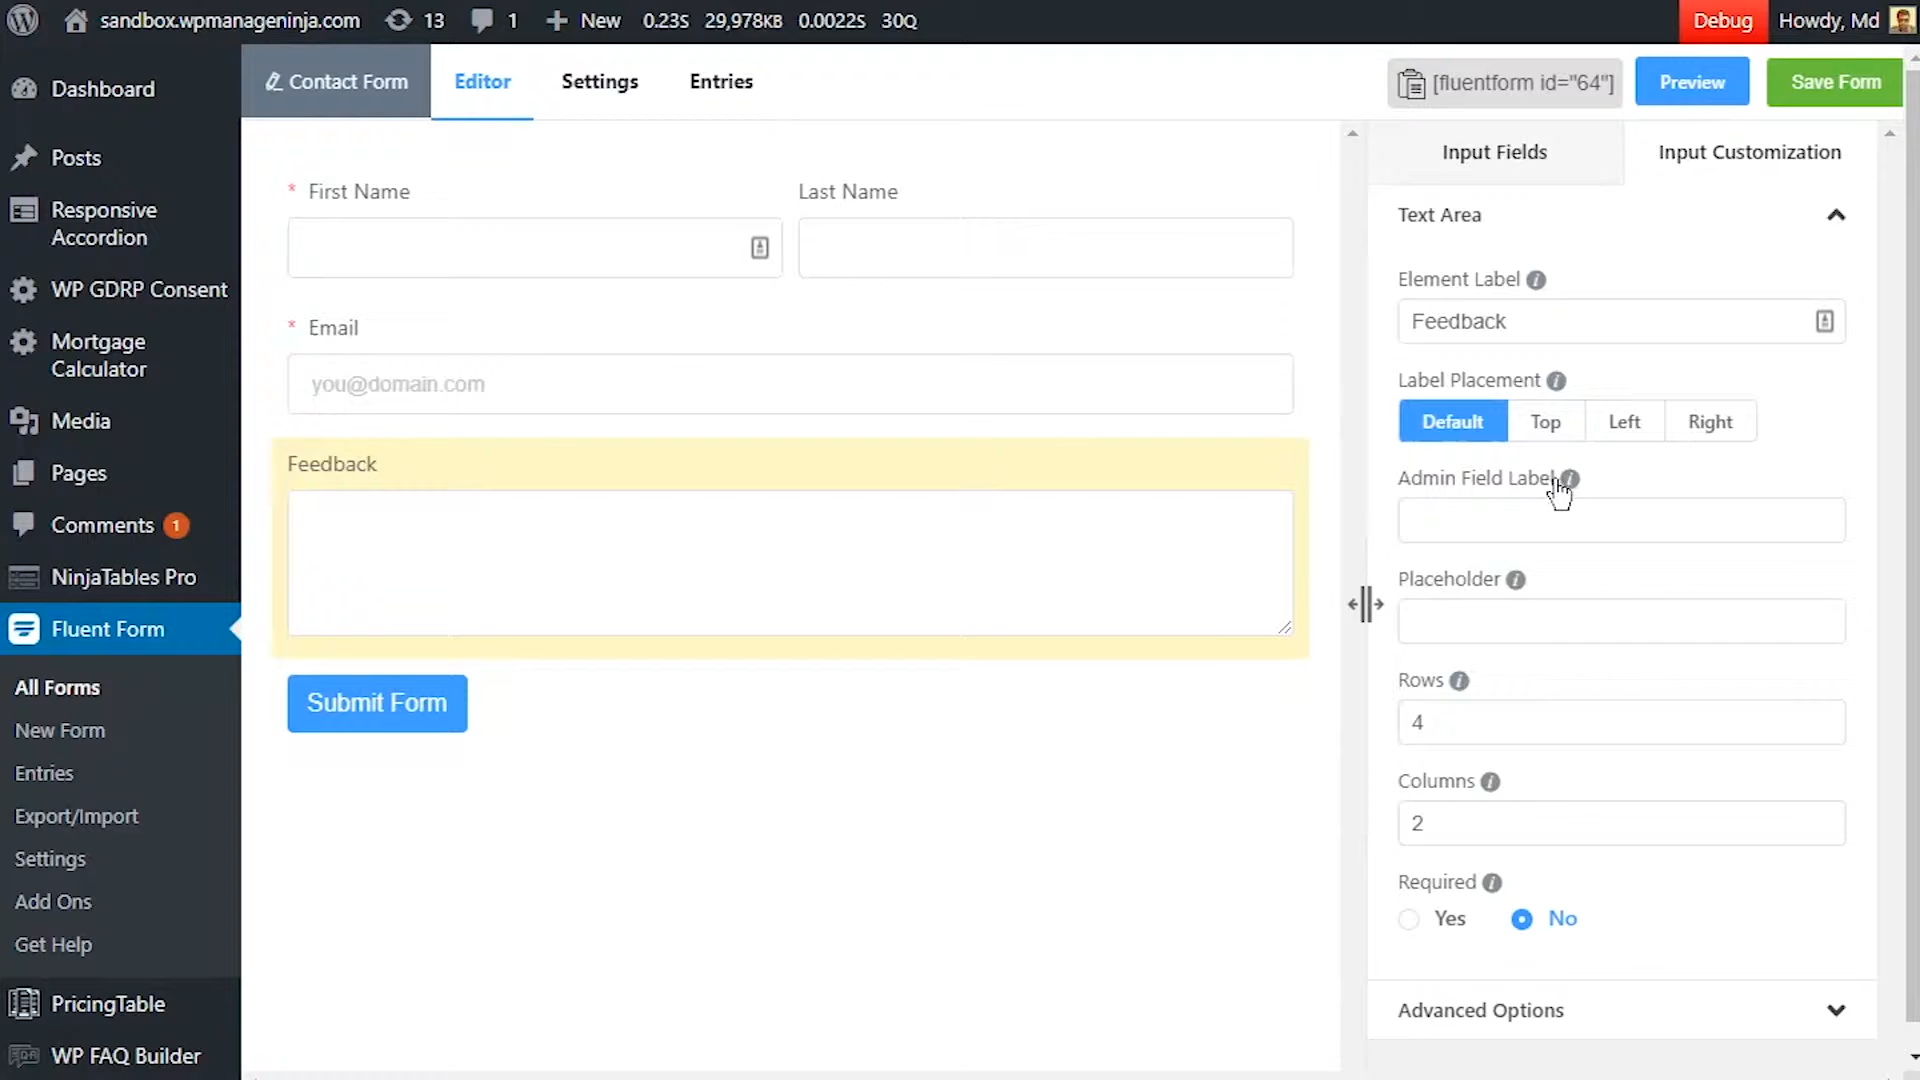 sandbox.wpmanageninja.com 13 1 New 0.23S 29,978KB 0.0022S 30Q Debug Howdy, Md
Dashboard
Posts
Responsive
Accordion
WP GDRP Consent
Mortgage
Calculator
Media
Pages
Comments 1
NinjaTables Pro
Fluent Form
All Forms
New Form
Entries
Export/Import
Settings
Add Ons
Get Help
PricingTable
WP FAQ Builder
Contact Form Editor Settings Entries [fluentform id="64"] Preview Save Form
* First Name Last Name
* Email
you@domain.com
Feedback
Submit Form
Input Fields Input Customization
Text Area
Element Label
Feedback
Label Placement
Default Top Left Right
Admin Field Label
Placeholder
Rows
4
Columns
2
Required
Yes No
Advanced Options